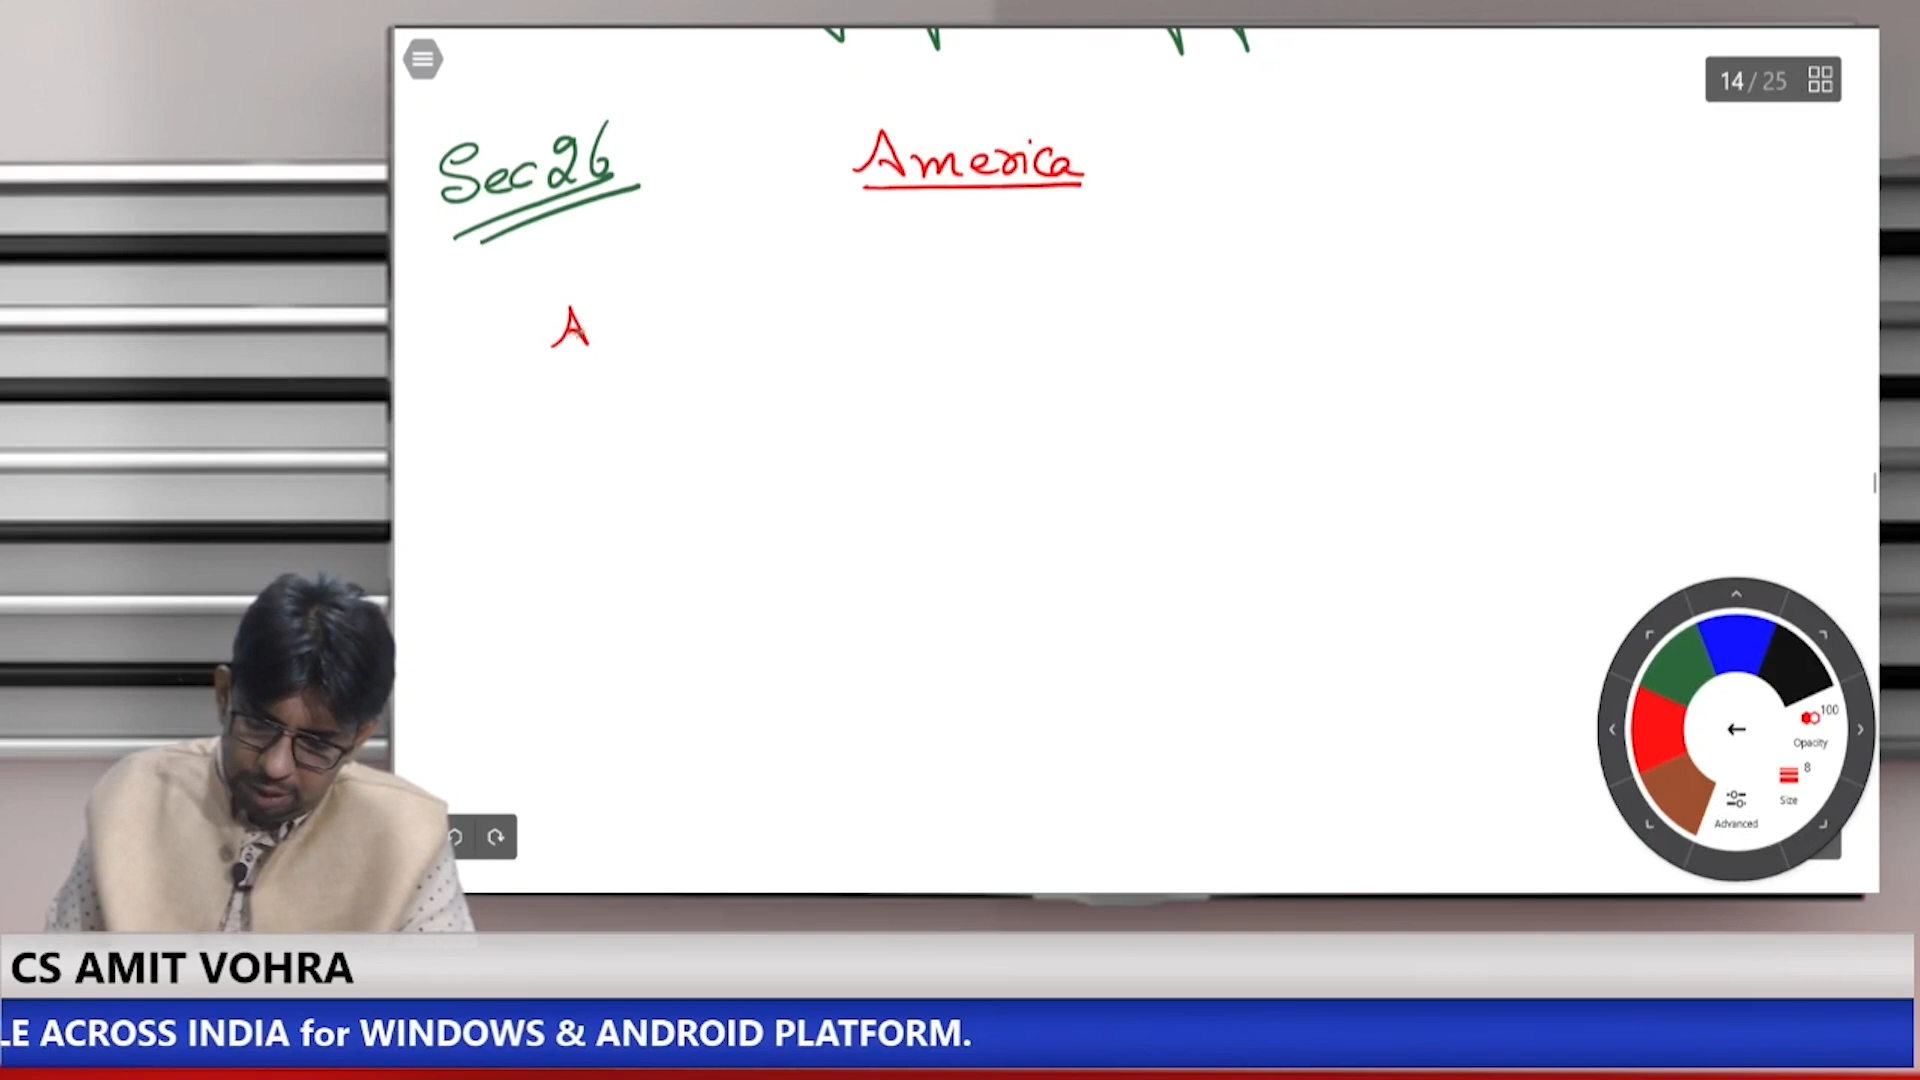 14 / 25
Sec 26 America
A
100
Opacity
8
Size
Advanced
CS AMIT VOHRA
LE ACROSS INDIA for WINDOWS & ANDROID PLATFORM.